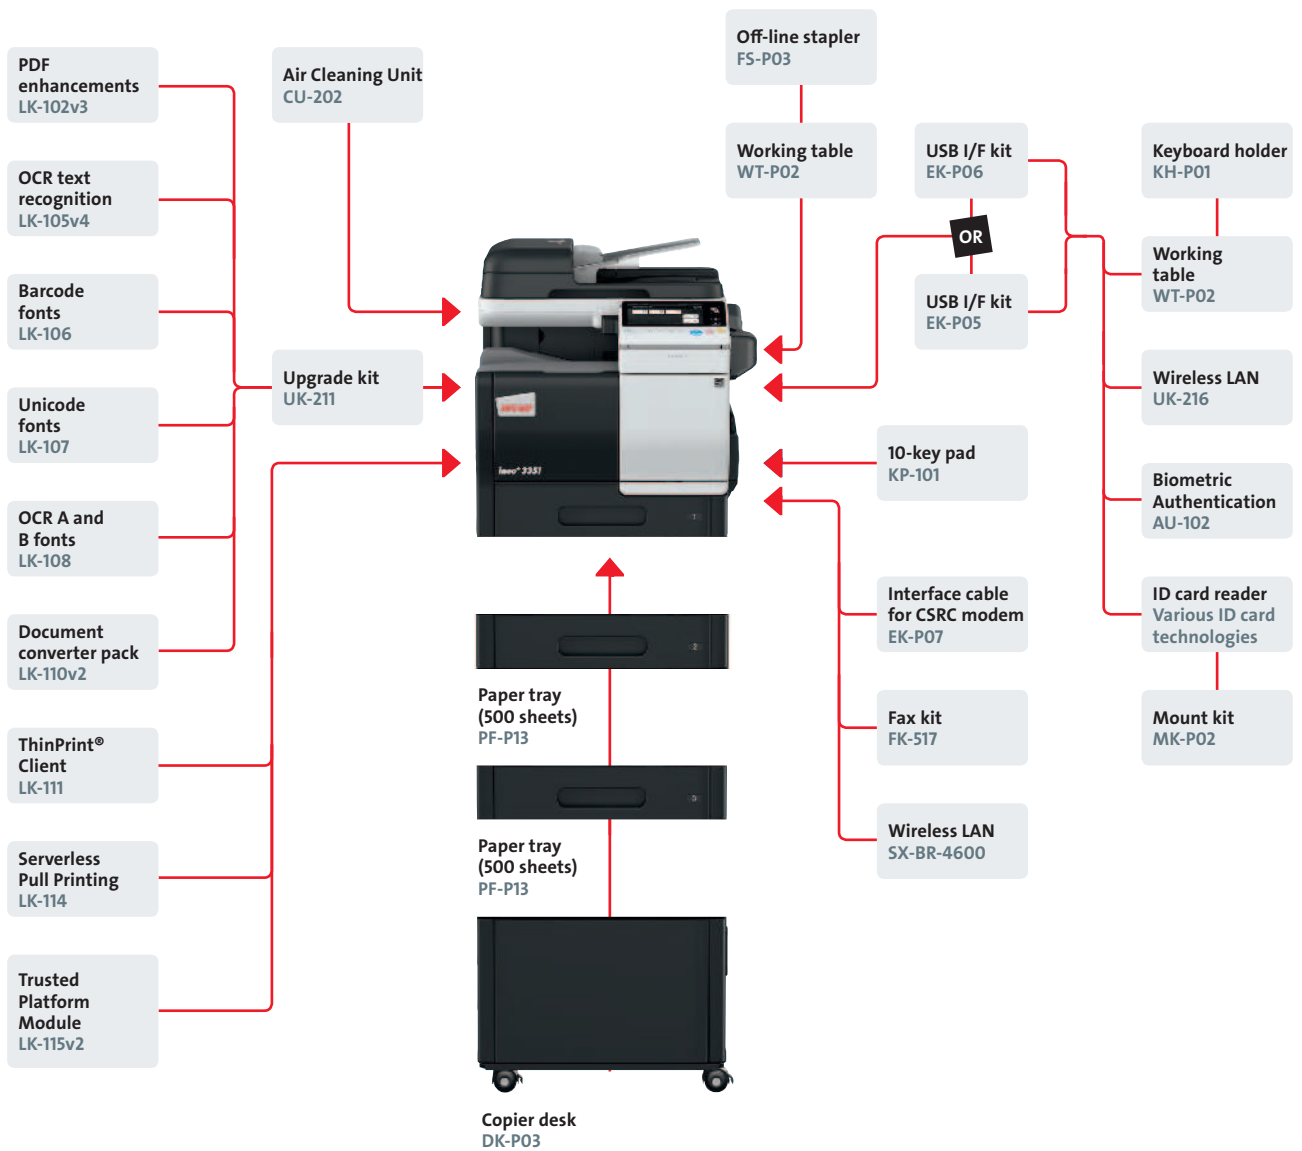 PDF
enhancements
LK-102v3
OCR text
recognition
LK-105v4
Barcode
fonts
LK-106
Unicode
fonts
LK-107
OCR A and
B fonts
LK-108
Document
converter pack
LK-110v2
ThinPrint®
Client
LK-111
Serverless
Pull Printing
LK-114
Trusted
Platform
Module
LK-115v2
Air Cleaning Unit
CU-202
Upgrade kit
UK-211
ineo+ 3351
1
2
Paper tray
(500 sheets)
PF-P13
3
Paper tray
(500 sheets)
PF-P13
Copier desk
DK-P03
Off-line stapler
FS-P03
Working table
WT-P02
USB I/F kit
EK-P06
OR
USB I/F kit
EK-P05
10-key pad
KP-101
Interface cable
for CSRC modem
EK-P07
Fax kit
FK-517
Wireless LAN
SX-BR-4600
Keyboard holder
KH-P01
Working
table
WT-P02
Wireless LAN
UK-216
Biometric
Authentication
AU-102
ID card reader
Various ID card
technologies
Mount kit
MK-P02